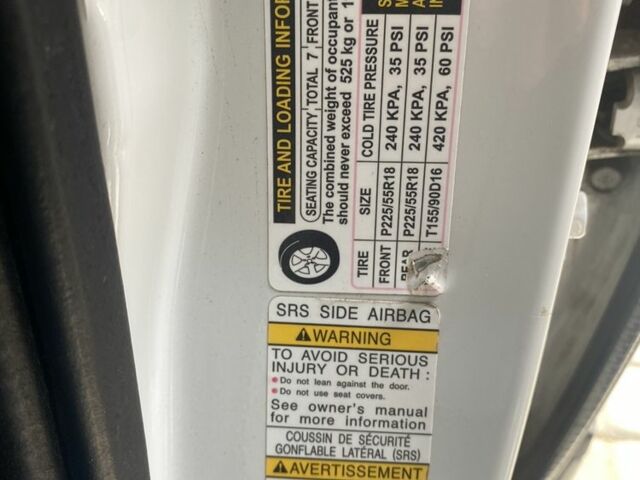 TIRE AND LOADING INFOR
SEATING CAPACITY TOTAL 7 FRONT
The combined weight of occupant
should never exceed 525 kg or 1
TIRE SIZE COLD TIRE PRESSURE
FRONT P225/55R18 240 KPA, 35 PSI
REAR P225/55R18 240 KPA, 35 PSI
T155/90D16 420 KPA, 60 PSI
SRS SIDE AIRBAG
WARNING
TO AVOID SERIOUS
INJURY OR DEATH :
Do not lean against the door.
Do not use seat covers.
See owner's manual
for more information
COUSSIN DE SÉCURITÉ
GONFLABLE LATÉRAL (SRS)
AVERTISSEMENT